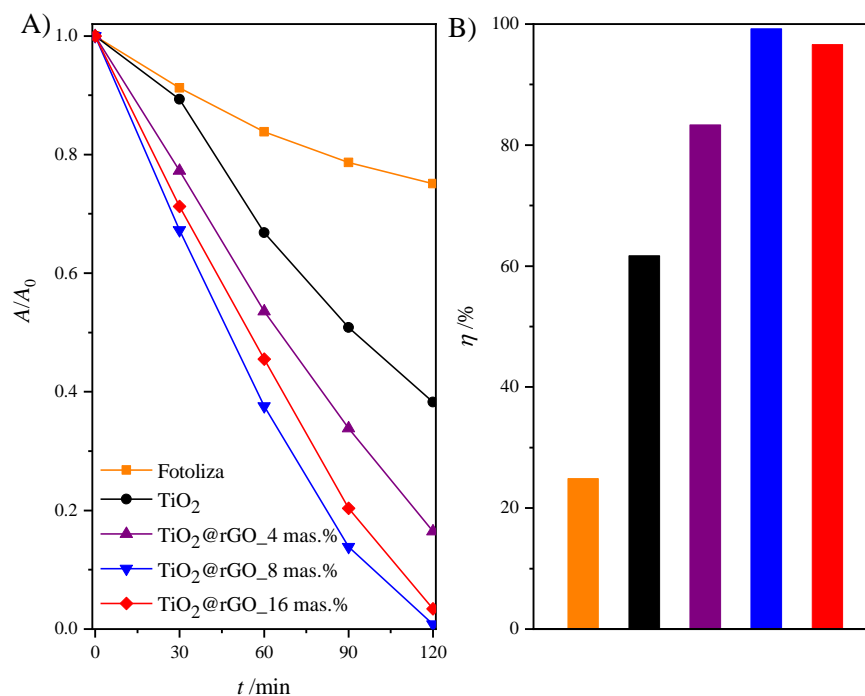 A)
1.0
0.8
0.6
0.4
0.2
0.0
A/A₀
Fotoliza
TiO₂
TiO₂@rGO_4 mas.%
TiO₂@rGO_8 mas.%
TiO₂@rGO_16 mas.%
0 30 60 90 120
t /min
B)
100
80
60
40
20
0
η /%